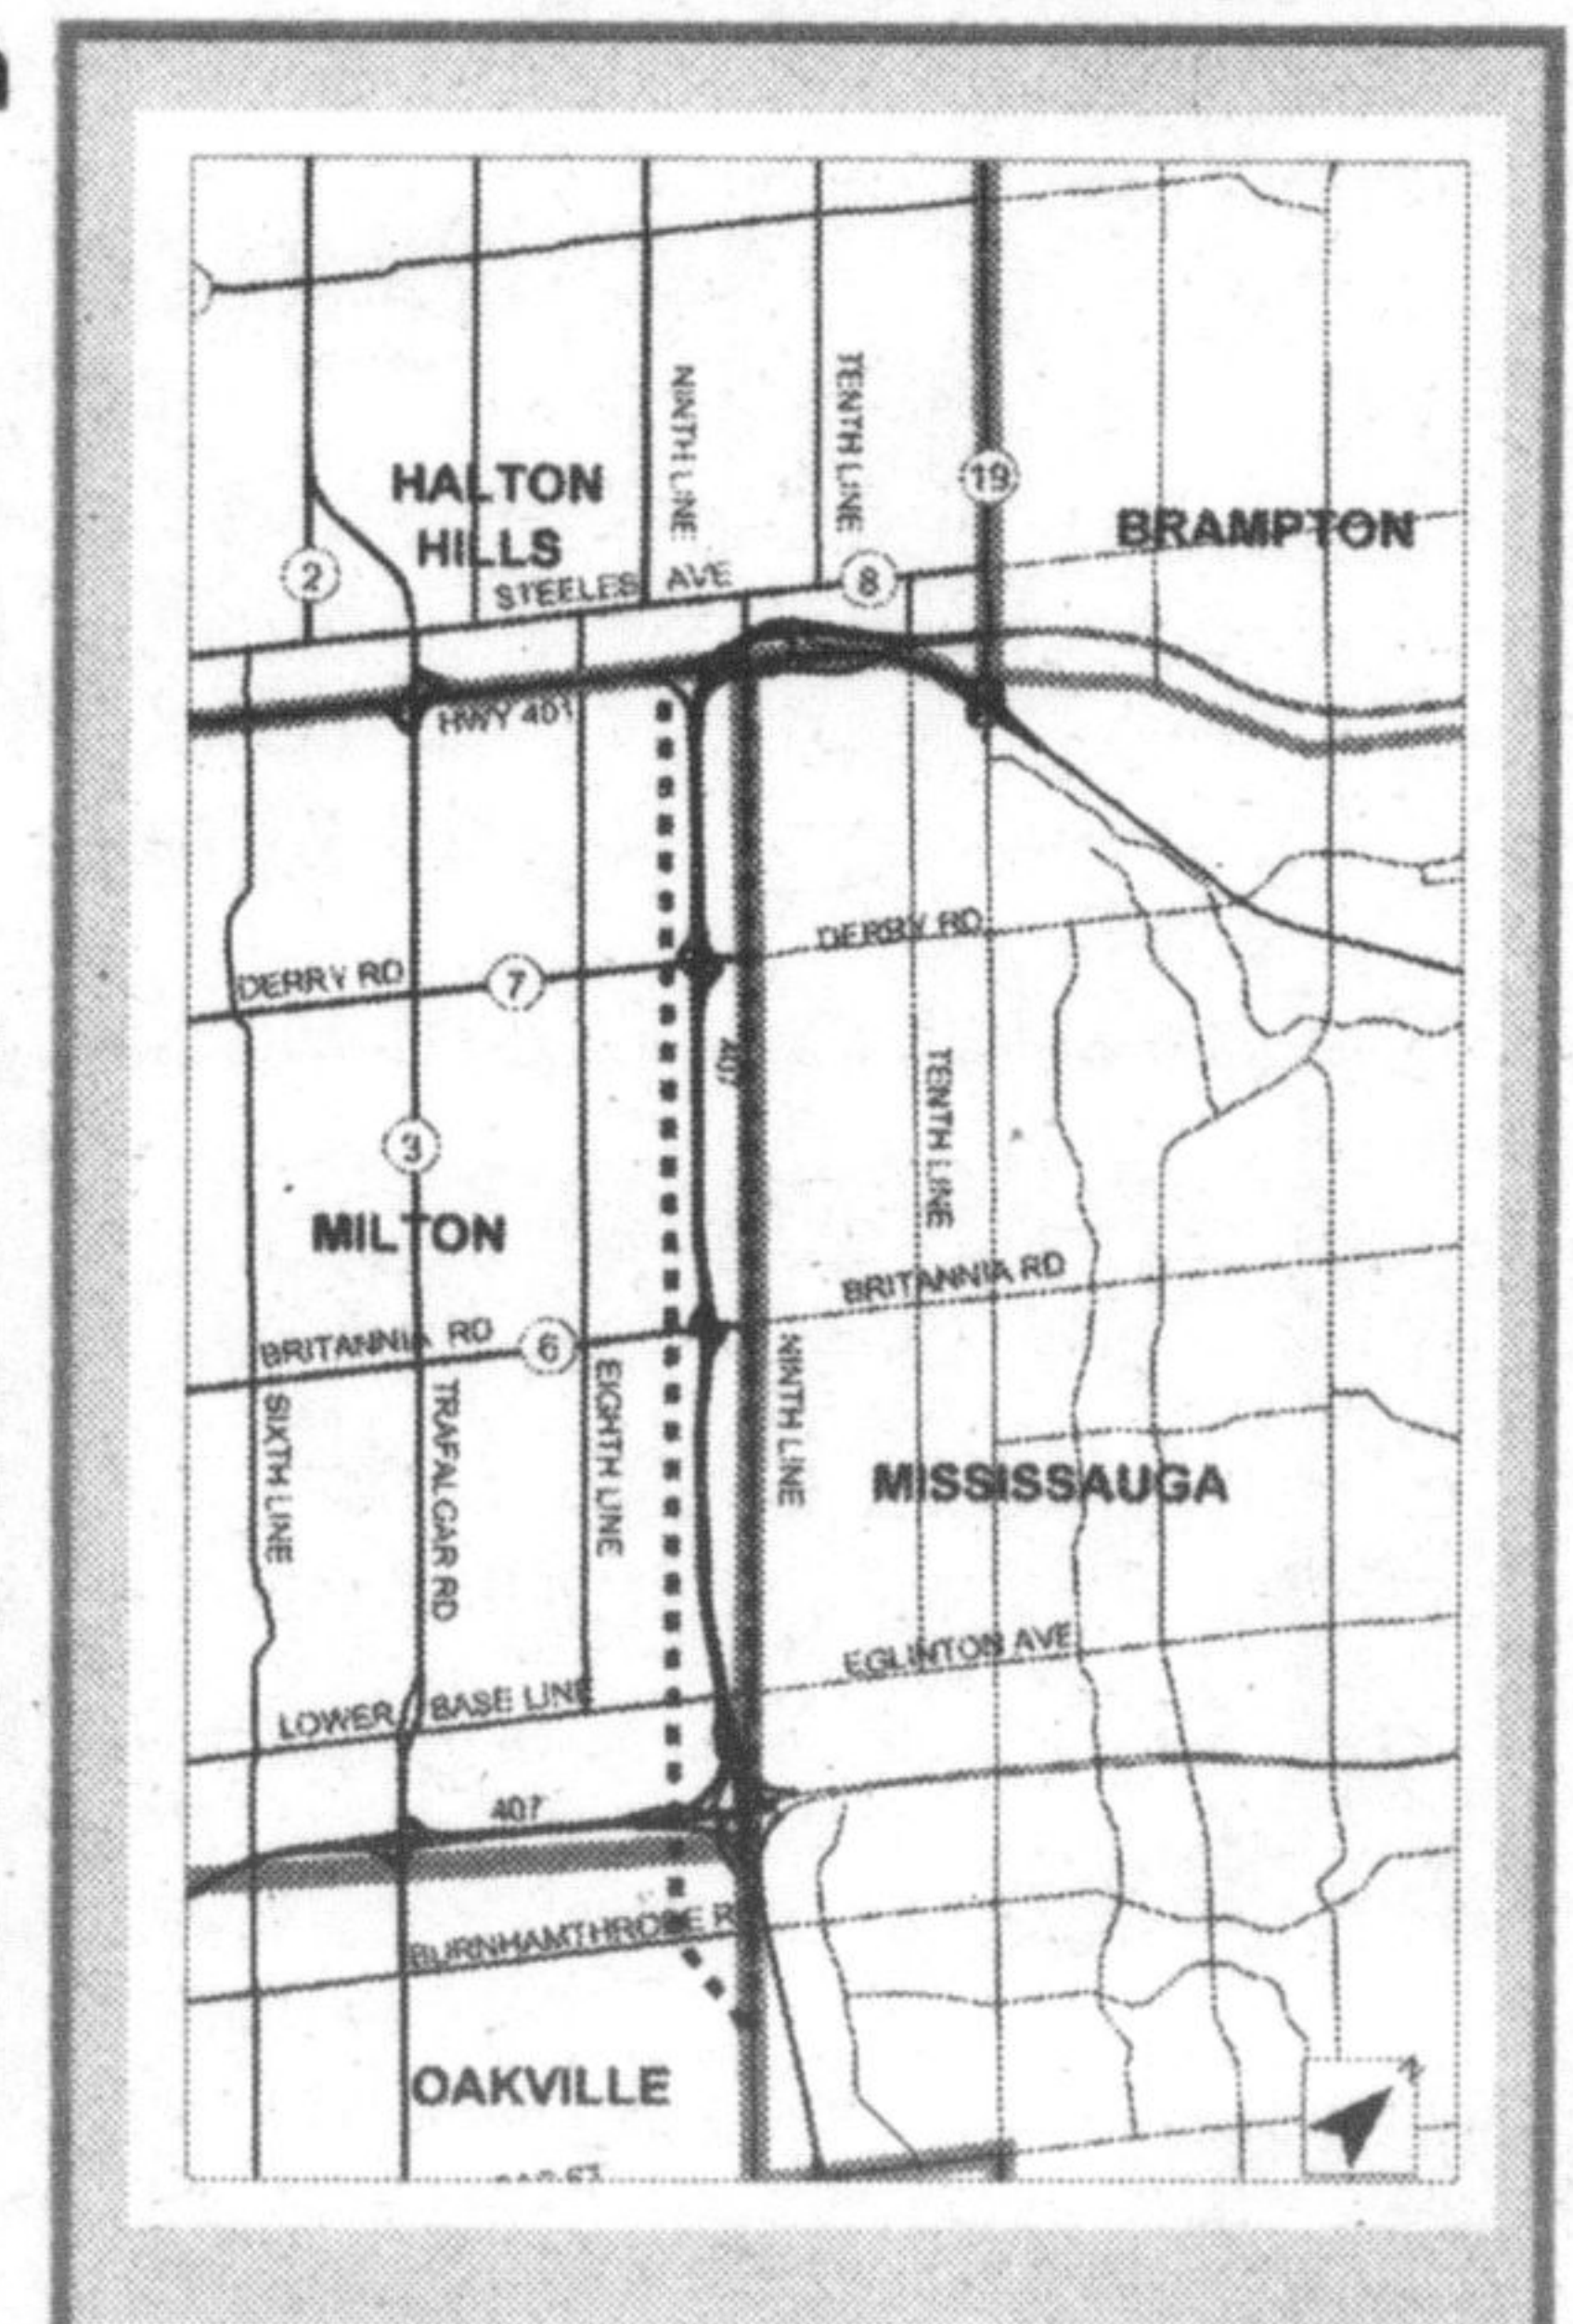 NINTH LINE
TENTH LINE
HALTON
HILLS
19
BRAMPTON
2
STEELES AVE
8
HWY 401
DERRY RD
7
DERRY RD
407
TENTH LINE
3
MILTON
BRITANNIA RD
6
BRITANNIA RD
SIXTH LINE
TRAFALGAR RD
EIGHTH LINE
NINTH LINE
MISSISSAUGA
LOWER BASE LINE
EGLINTON AVE
407
BURNHAMTHROPE R
OAKVILLE
N